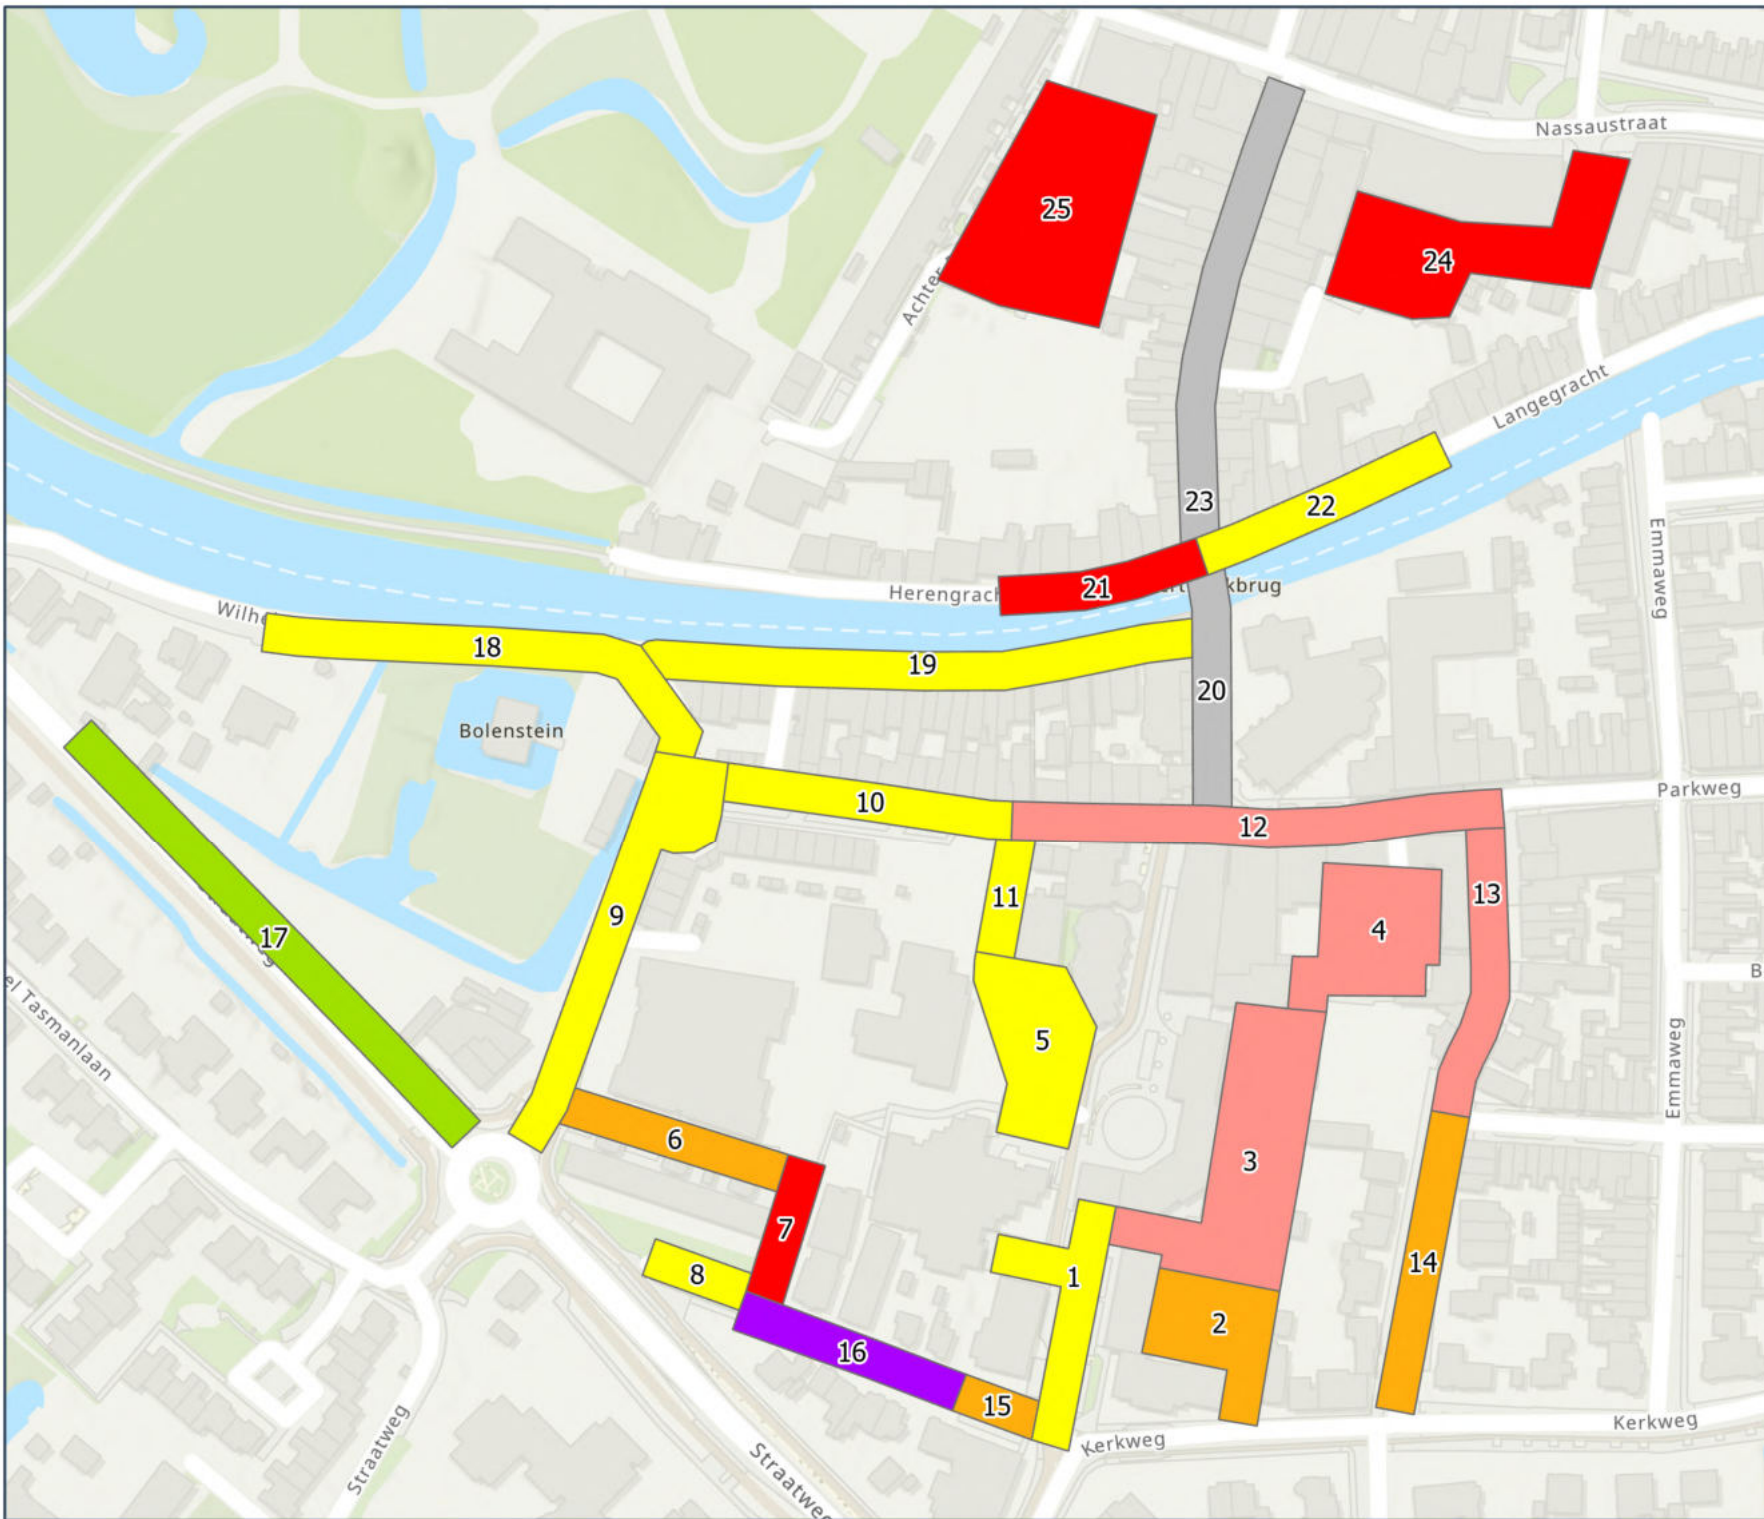 Nassaustraat
25
24
Achter
Langegracht
23
22
Emmaweg
21
Herengrach
kbrug
Wilhe
18
19
20
Bolenstein
10
Parkweg
12
13
9
11
4
17
el Tasmanlaan
5
B
Emmaweg
6
3
7
8
1
14
2
16
15
Straatweg
Kerkweg
Kerkweg
Straatweg